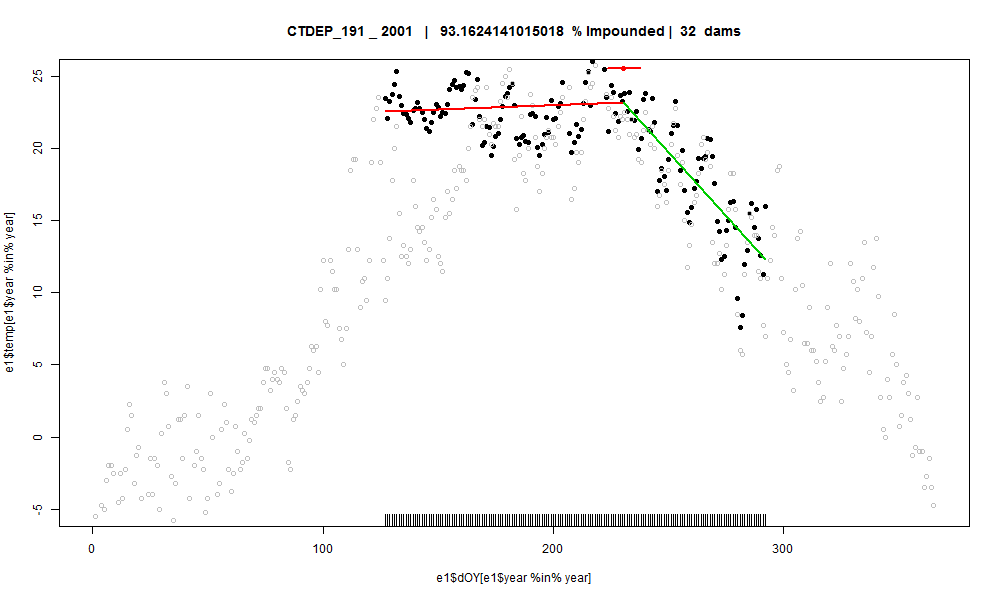 CTDEP_191 _ 2001 | 93.1624141015018 % Impounded | 32 dams
25
20
15
10
5
0
-5
e1$temp[e1$year %in% year]
0 100 200 300
e1$dOY[e1$year %in% year]